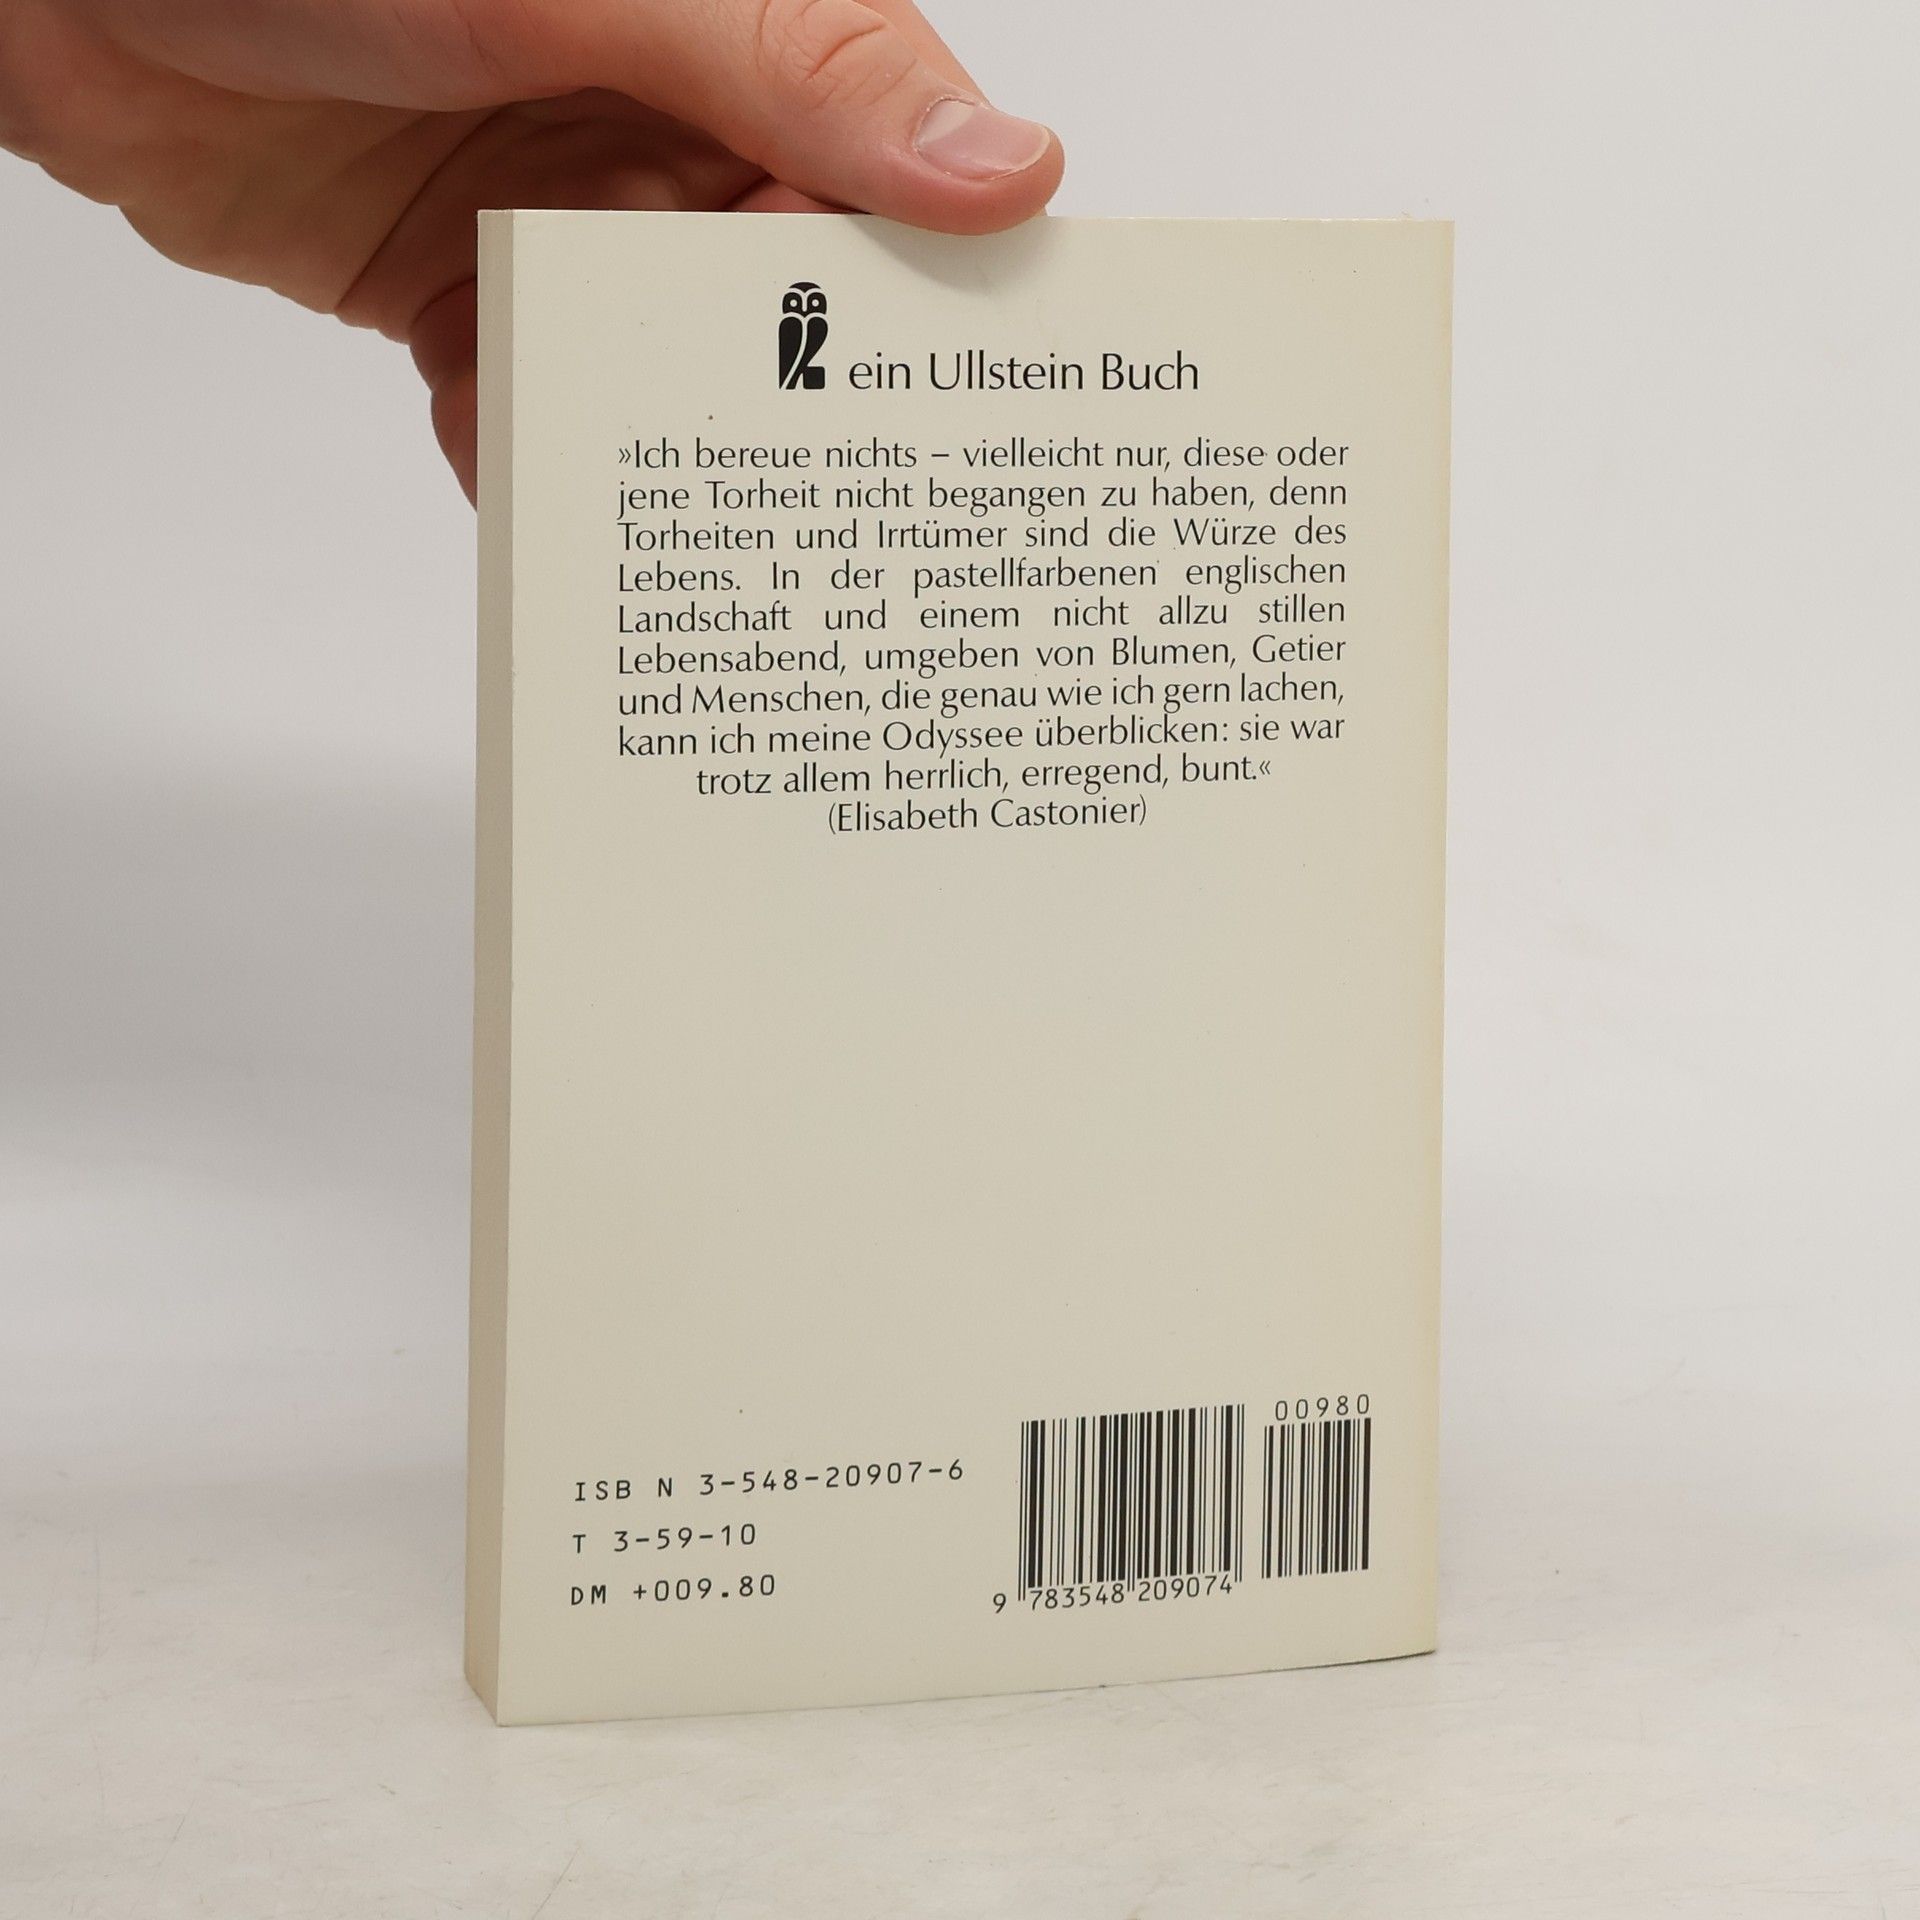 ein Ullstein Buch
»Ich bereue nichts – vielleicht nur, diese oder
jene Torheit nicht begangen zu haben, denn
Torheiten und Irrtümer sind die Würze des
Lebens. In der pastellfarbenen englischen
Landschaft und einem nicht allzu stillen
Lebensabend, umgeben von Blumen, Getier
und Menschen, die genau wie ich gern lachen,
kann ich meine Odyssee überblicken: sie war
trotz allem herrlich, erregend, bunt.«
(Elisabeth Castonier)
ISB N 3-548-20907-6
T 3-59-10
DM +009.80
00980
9 783548 209074